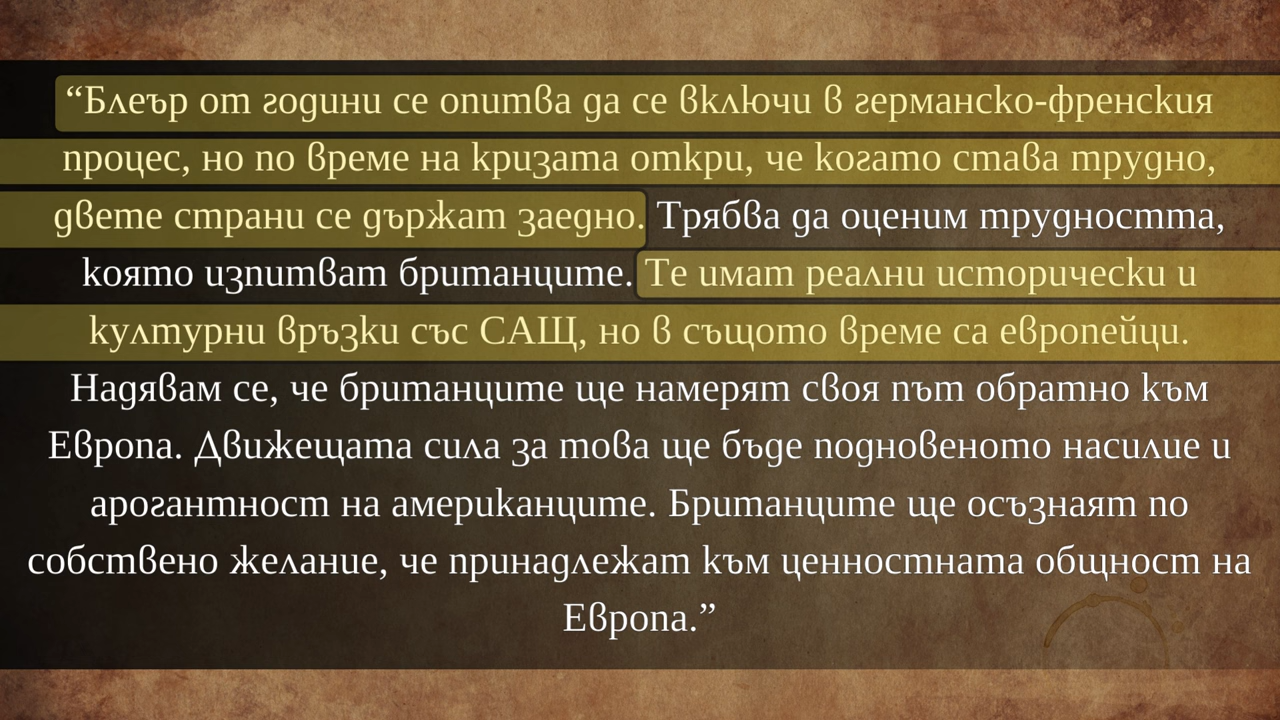 “Блеър от години се опитва да се включи в германско-френския
процес, но по време на кризата откри, че когато става трудно,
двете страни се държат заедно. Трябва да оценим трудността,
която изпитват британците. Те имат реални исторически и
културни връзки със САЩ, но в същото време са европейци.
Надявам се, че британците ще намерят своя път обратно към
Европа. Движещата сила за това ще бъде подновеното насилие и
арогантност на американците. Британците ще осъзнаят по
собствено желание, че принадлежат към ценностната общност на
Европа.”